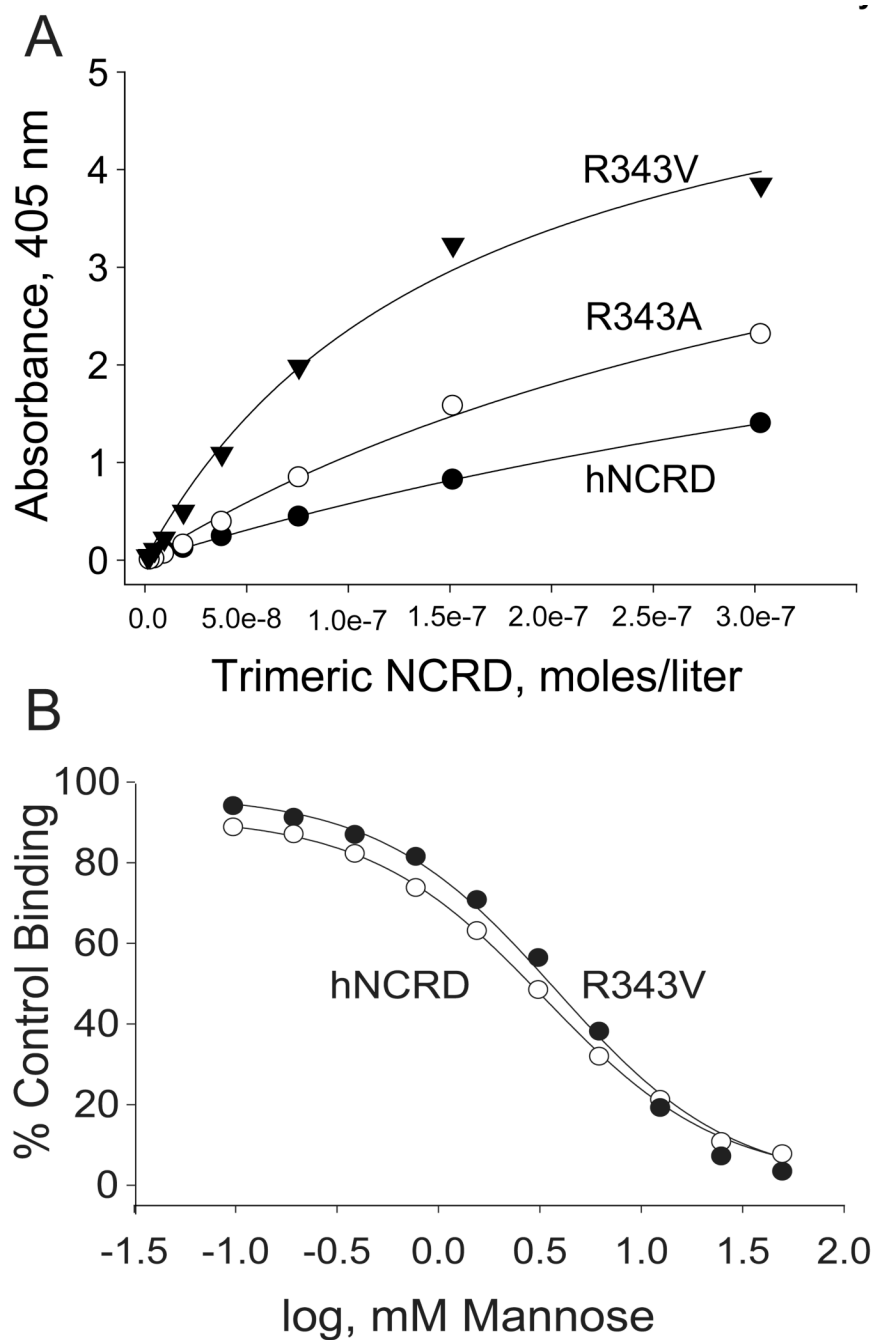 A
Absorbance, 405 nm
5
4
3
2
1
0
R343V
R343A
hNCRD
0.0 5.0e-8 1.0e-7 1.5e-7 2.0e-7 2.5e-7 3.0e-7
Trimeric NCRD, moles/liter
B
% Control Binding
100
80
60
40
20
0
hNCRD R343V
-1.5 -1.0 -0.5 0.0 0.5 1.0 1.5 2.0
log, mM Mannose